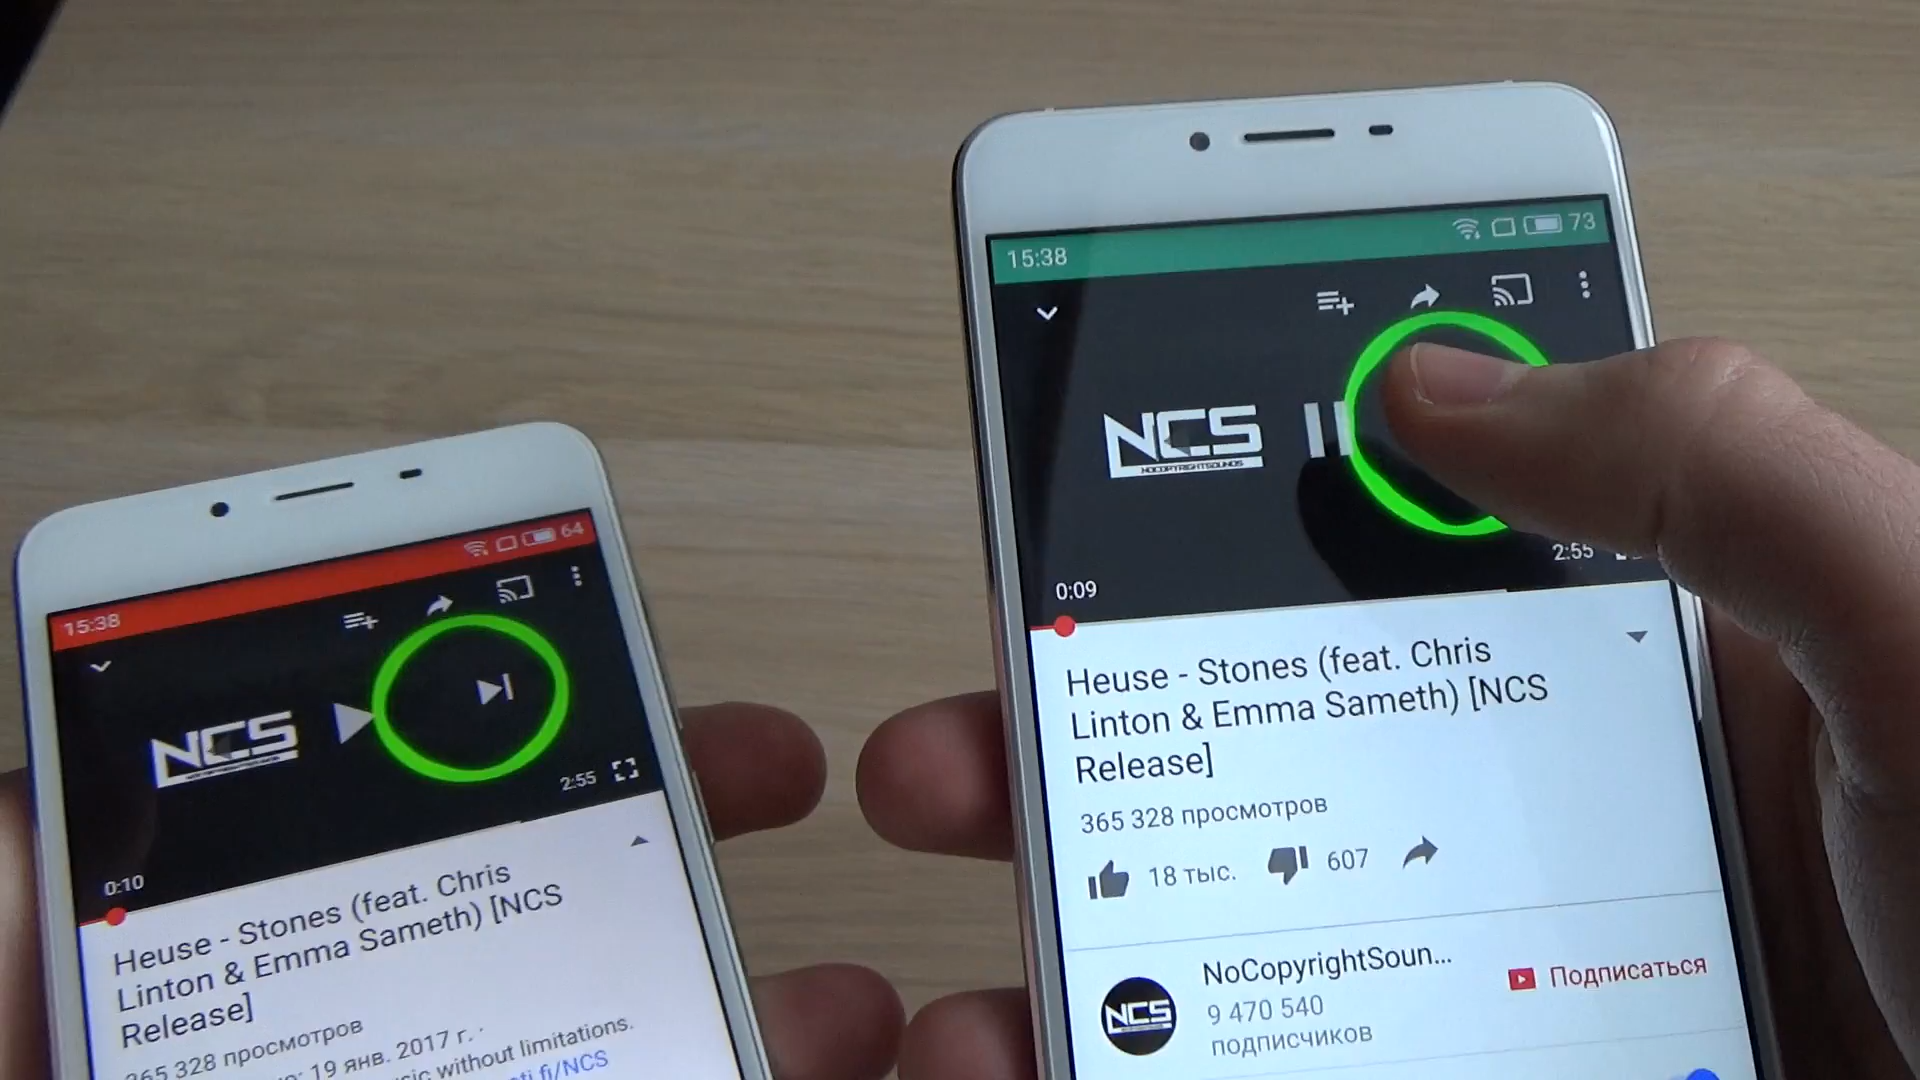 15:38
64
NCS
2:55
0:10
Heuse - Stones (feat. Chris
Linton & Emma Sameth) [NCS
Release]
365 328 просмотров
19 янв. 2017 г.
without limitations.
fi/NCS
15:38
73
NCS
NOCOPYRIGHTSOUNDS
2:55
0:09
Heuse - Stones (feat. Chris
Linton & Emma Sameth) [NCS
Release]
365 328 просмотров
18 тыс. 607
NCS
NoCopyrightSoun...
9 470 540
подписчиков
Подписаться